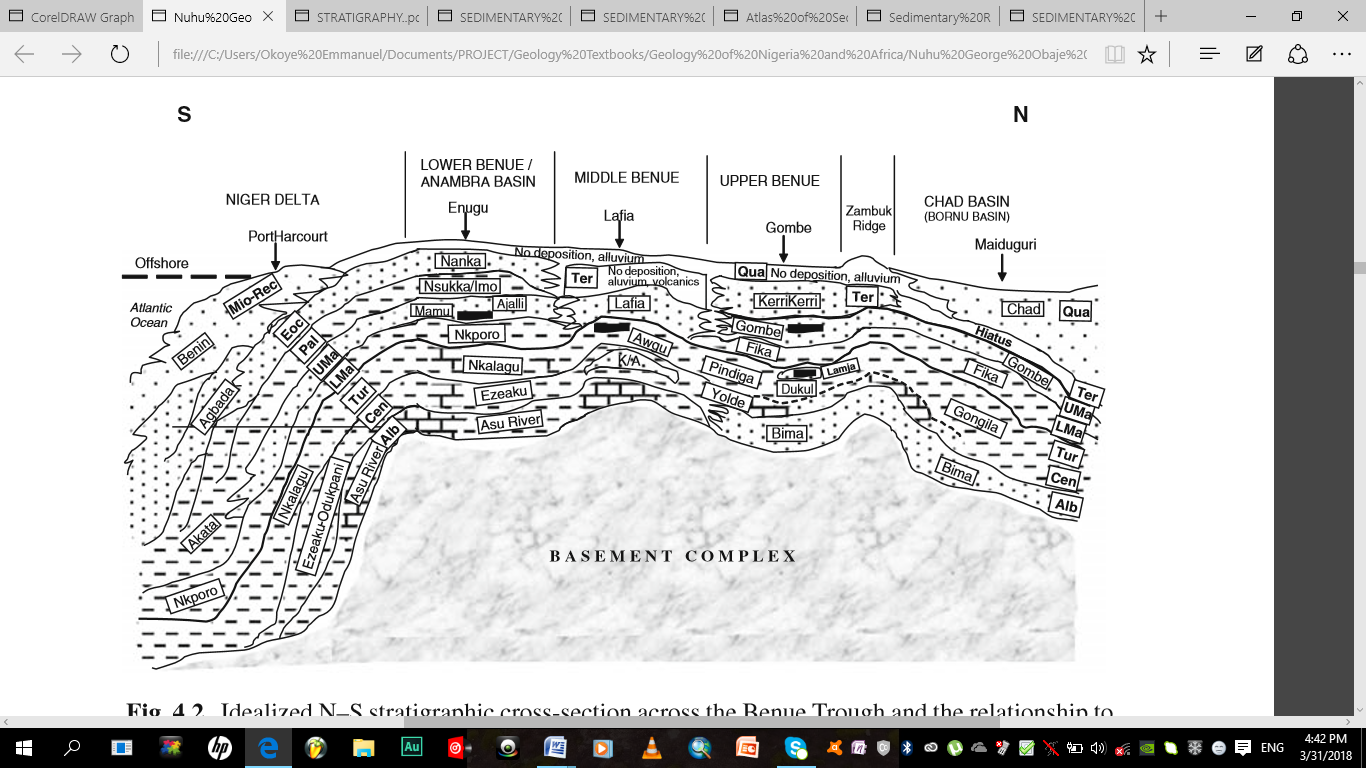 CorelDRAW Graph
Nuhu%20Geo
STRATIGRAPHY..pc
SEDIMENTARY%20
SEDIMENTARY%20
Atlas%20of%20Sec
Sedimentary%20R
SEDIMENTARY%20
file:///C:/Users/Okoye%20Emmanuel/Documents/PROJECT/Geology%20Textbooks/Geology%20of%20Nigeria%20and%20Africa/Nuhu%20George%20Obaje%20
S
N
LOWER BENUE /
ANAMBRA BASIN
MIDDLE BENUE
UPPER BENUE
NIGER DELTA
Enugu
Lafia
Gombe
Zambuk
Ridge
CHAD BASIN
(BORNU BASIN)
PortHarcourt
Maiduguri
Offshore
Atlantic
Ocean
No deposition, alluvium
Nanka
Ter
No deposition,
aluvium, volcanics
Qua
No deposition, alluvium
Mio-Rec
Nsukka/Imo
Lafia
KerriKerri
Ter
Chad
Qua
Mamu
Ajalli
Eoc
Pal
UMa
LMa
Tur
Cen
Alb
Nkporo
Awgu
Gombe
Fika
Hiatus
Benin
Nkalagu
K/A
Pindiga
Lamja
Dukul
Fika
Gombe
Ter
UMa
LMa
Tur
Cen
Alb
Agbada
Ezeaku
Yolde
Gongila
Asu River
Bima
Bima
Akata
Nkalagu
Ezeaku-Odukpani
Asu River
Nkporo
BASEMENT COMPLEX
Fig. 4.2 Idealized N–S stratigraphic cross-section across the Benue Trough and the relationship to
hp
Au
ENG
4:42 PM
3/31/2018